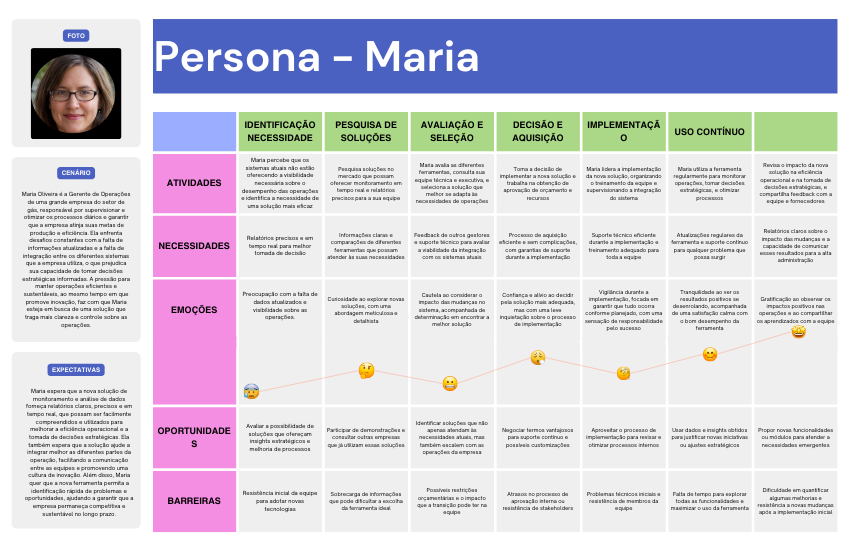 FOTO
CENÁRIO
Maria Oliveira é a Gerente de Operações
de uma grande empresa do setor de
gás, responsável por supervisionar e
otimizar os processos diários e garantir
que a empresa atinja suas metas de
produção e eficiência. Ela enfrenta
desafios constantes com a falta de
informações atualizadas e a falta de
integração entre os diferentes sistemas
que a empresa utiliza, o que prejudica
sua capacidade de tomar decisões
estratégicas informadas. A pressão para
manter operações eficientes e
sustentáveis, ao mesmo tempo em que
promove inovação, faz com que Maria
esteja em busca de uma solução que
traga mais clareza e controle sobre as
operações.
EXPECTATIVAS
Maria espera que a nova solução de
monitoramento e análise de dados
forneça relatórios claros, precisos e em
tempo real, que possam ser facilmente
compreendidos e utilizados para
melhorar a eficiência operacional e a
tomada de decisões estratégicas. Ela
também espera que a solução ajude a
integrar melhor as diferentes partes da
operação, facilitando a comunicação
entre as equipes e promovendo uma
cultura de inovação. Além disso, Maria
quer que a nova ferramenta permita a
identificação rápida de problemas e
oportunidades, ajudando a garantir que a
empresa permaneça competitiva e
sustentável no longo prazo.
Persona - Maria
IDENTIFICAÇÃO
NECESSIDADE
PESQUISA DE
SOLUÇÕES
AVALIAÇÃO E
SELEÇÃO
DECISÃO E
AQUISIÇÃO
IMPLEMENTAÇÃ
O
USO CONTÍNUO
ATIVIDADES
Maria percebe que os
sistemas atuais não estão
oferecendo a visibilidade
necessária sobre o
desempenho das operações
e identifica a necessidade de
uma solução mais eficaz
Pesquisa soluções no
mercado que possam
oferecer monitoramento em
tempo real e relatórios
precisos para a sua equipe
Maria avalia as diferentes
ferramentas, consulta sua
equipe técnica e executiva, e
seleciona a solução que
melhor se adapta às
necessidades de operações
Toma a decisão de
implementar a nova solução e
trabalha na obtenção de
aprovação de orçamento e
recursos
Maria lidera a implementação
da nova solução, organizando
o treinamento da equipe e
supervisionando a integração
do sistema
Maria utiliza a ferramenta
regularmente para monitorar
operações, tomar decisões
estratégicas, e otimizar
processos
Revisa o impacto da nova
solução na eficiência
operacional e na tomada de
decisões estratégicas, e
compartilha feedback com a
equipe e fornecedores
NECESSIDADES
Relatórios precisos e em
tempo real para melhor
tomada de decisão
Informações claras e
comparações de diferentes
ferramentas que possam
atender às suas necessidades
Feedback de outros gestores
e suporte técnico para avaliar
a viabilidade da integração
com os sistemas atuais
Processo de aquisição
eficiente e sem complicações,
com garantias de suporte
durante a implementação
Suporte técnico eficiente
durante a implementação e
treinamento adequado para
toda a equipe
Atualizações regulares da
ferramenta e suporte contínuo
para qualquer problema que
possa surgir
Relatórios claros sobre o
impacto das mudanças e a
capacidade de comunicar
esses resultados para a alta
administração
EMOÇÕES
Preocupação com a falta de
dados atualizados e
visibilidade sobre as
operações.
Curiosidade ao explorar novas
soluções, com uma
abordagem meticulosa e
detalhista
Cautela ao considerar o
impacto das mudanças no
sistema, acompanhada de
determinação em encontrar a
melhor solução
Confiança e alívio ao decidir
pela solução mais adequada,
mas com uma leve
inquietação sobre o processo
de implementação
Vigilância durante a
implementação, focada em
garantir que tudo ocorra
conforme planejado, com uma
sensação de responsabilidade
pelo sucesso
Tranquilidade ao ver os
resultados positivos se
desenrolando, acompanhada
de uma satisfação calma com
o bom desempenho da
ferramenta
Gratificação ao observar os
impactos positivos nas
operações e ao compartilhar
os aprendizados com a equipe
OPORTUNIDADE
S
Avaliar a possibilidade de
soluções que ofereçam
insights estratégicos e
melhoria de processos
Participar de demonstrações e
consultar outras empresas
que já utilizam essas soluções
Identificar soluções que não
apenas atendam às
necessidades atuais, mas
também escalem com as
operações da empresa
Negociar termos vantajosos
para suporte contínuo e
possíveis customizações
Aproveitar o processo de
implementação para revisar e
otimizar processos internos
Usar dados e insights obtidos
para justificar novas iniciativas
ou ajustes estratégicos
Propor novas funcionalidades
ou módulos para atender a
necessidades emergentes
BARREIRAS
Resistência inicial da equipe
para adotar novas
tecnologias
Sobrecarga de informações
que pode dificultar a escolha
da ferramenta ideal
Possíveis restrições
orçamentárias e o impacto
que a transição pode ter na
equipe
Atrasos no processo de
aprovação interna ou
resistência de stakeholders
Problemas técnicos iniciais e
resistência de membros da
equipe
Falta de tempo para explorar
todas as funcionalidades e
maximizar o uso da ferramenta
Dificuldade em quantificar
algumas melhorias e
resistência a novas mudanças
após a implementação inicial